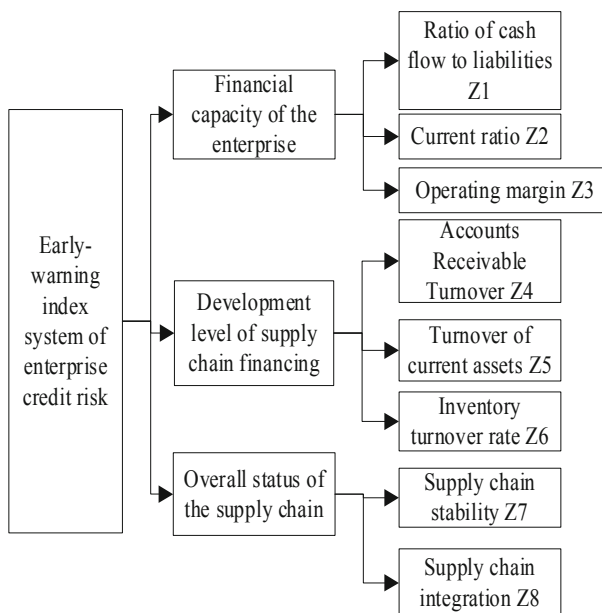 Early-
warning
index
system of
enterprise
credit risk
Financial
capacity of the
enterprise
Ratio of cash
flow to liabilities
Z1
Current ratio Z2
Operating margin Z3
Development
level of supply
chain financing
Accounts
Receivable
Turnover Z4
Turnover of
current assets Z5
Inventory
turnover rate Z6
Overall status of
the supply chain
Supply chain
stability Z7
Supply chain
integration Z8